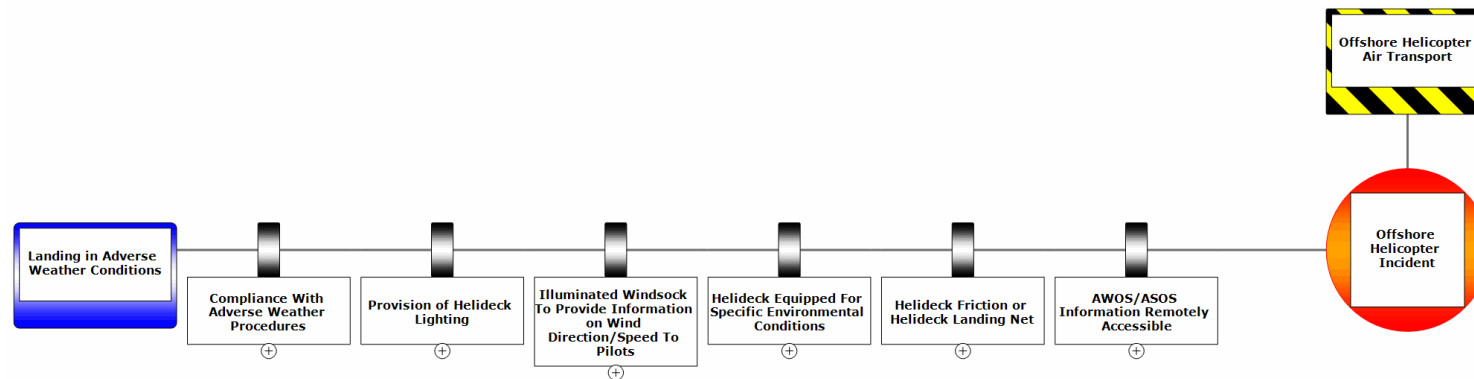 Offshore Helicopter
Air Transport
Landing in Adverse
Weather Conditions
Compliance With
Adverse Weather
Procedures
Provision of Helideck
Lighting
Illuminated Windsock
To Provide Information
on Wind
Direction/Speed To
Pilots
Helideck Equipped For
Specific Environmental
Conditions
Helideck Friction or
Helideck Landing Net
AWOS/ASOS
Information Remotely
Accessible
Offshore
Helicopter
Incident